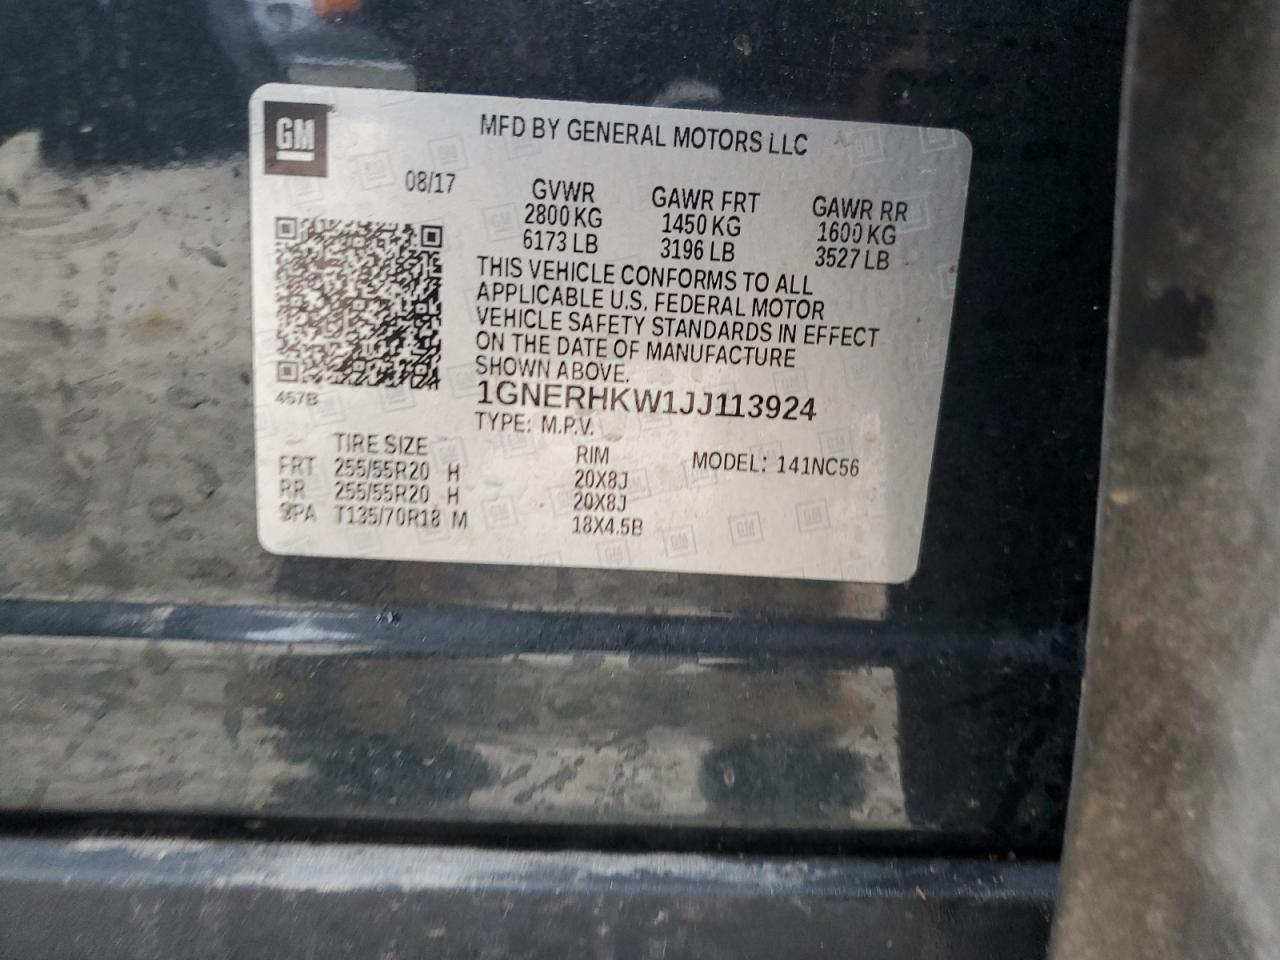 GM
MFD BY GENERAL MOTORS LLC
08/17
GVWR GAWR FRT GAWR RR
2800 KG 1450 KG 1600 KG
6173 LB 3196 LB 3527 LB
THIS VEHICLE CONFORMS TO ALL
APPLICABLE U.S. FEDERAL MOTOR
VEHICLE SAFETY STANDARDS IN EFFECT
ON THE DATE OF MANUFACTURE
SHOWN ABOVE.
457B
1GNERHKW1JJ113924
TYPE: M.P.V.
TIRE SIZE RIM MODEL: 141NC56
FRT 255/55R20 H 20X8J
RR 255/55R20 H 20X8J
SPA T135/70R18 M 18X4.5B